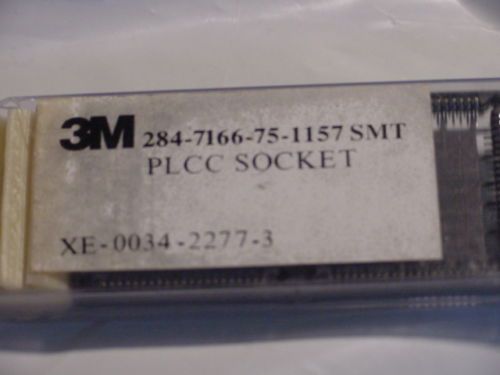 3M 284-7166-75-1157 SMT
PLCC SOCKET
XE-0034-2277-3